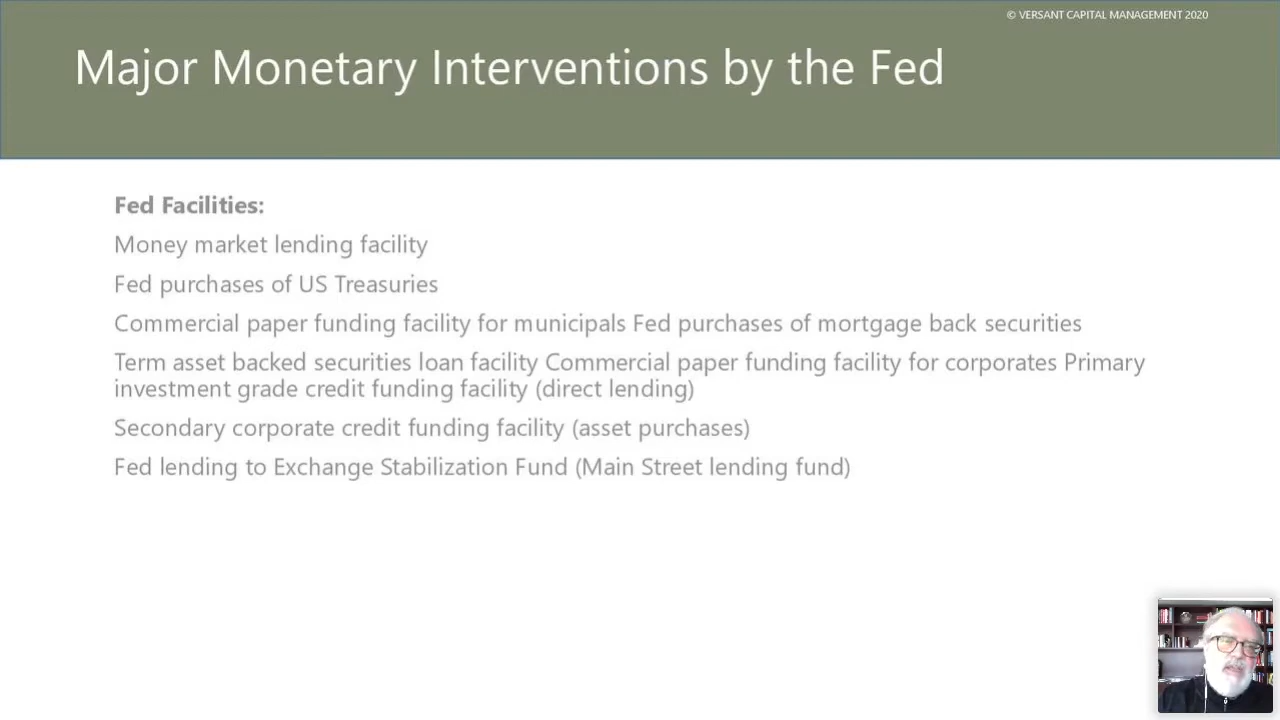 © VERSANT CAPITAL MANAGEMENT 2020
Major Monetary Interventions by the Fed
Fed Facilities:
Money market lending facility
Fed purchases of US Treasuries
Commercial paper funding facility for municipals Fed purchases of mortgage back securities
Term asset backed securities loan facility Commercial paper funding facility for corporates Primary
investment grade credit funding facility (direct lending)
Secondary corporate credit funding facility (asset purchases)
Fed lending to Exchange Stabilization Fund (Main Street lending fund)